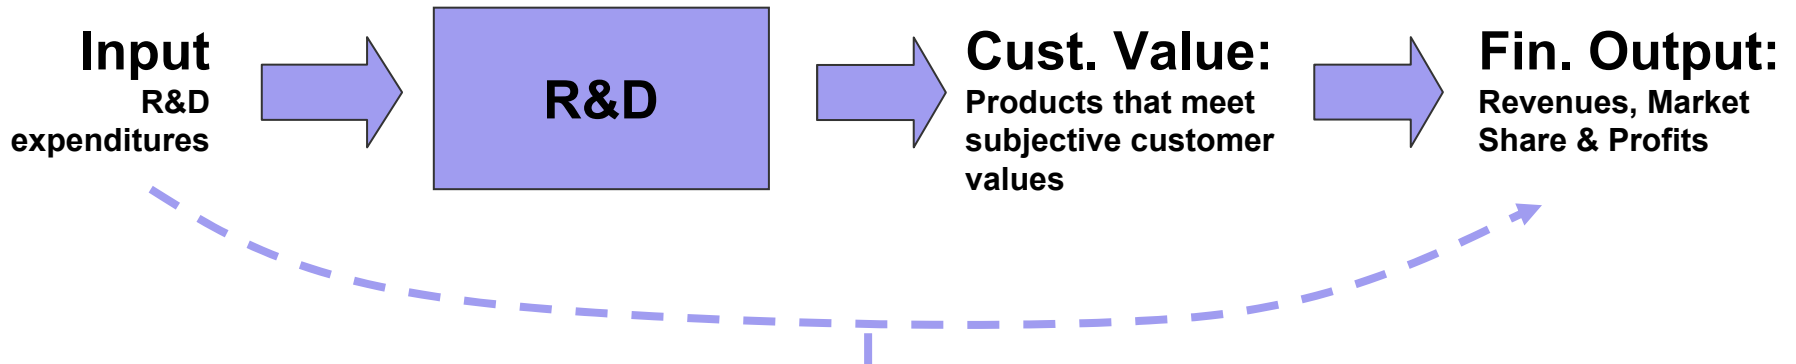 Input
R&D
expenditures
R&D
Cust. Value:
Products that meet
subjective customer
values
Fin. Output:
Revenues, Market
Share & Profits